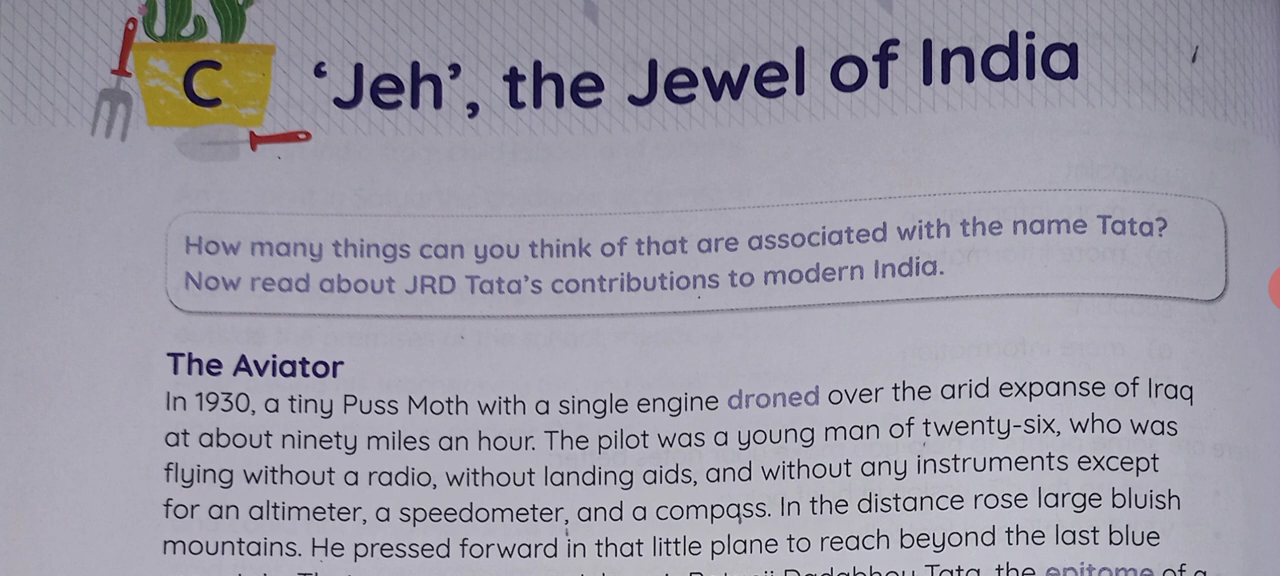 C
‘Jeh’, the Jewel of India
How many things can you think of that are associated with the name Tata?
Now read about JRD Tata’s contributions to modern India.
The Aviator
In 1930, a tiny Puss Moth with a single engine droned over the arid expanse of Iraq
at about ninety miles an hour. The pilot was a young man of twenty-six, who was
flying without a radio, without landing aids, and without any instruments except
for an altimeter, a speedometer, and a compass. In the distance rose large bluish
mountains. He pressed forward in that little plane to reach beyond the last blue
Dadabhoy Tata, the epitome of a